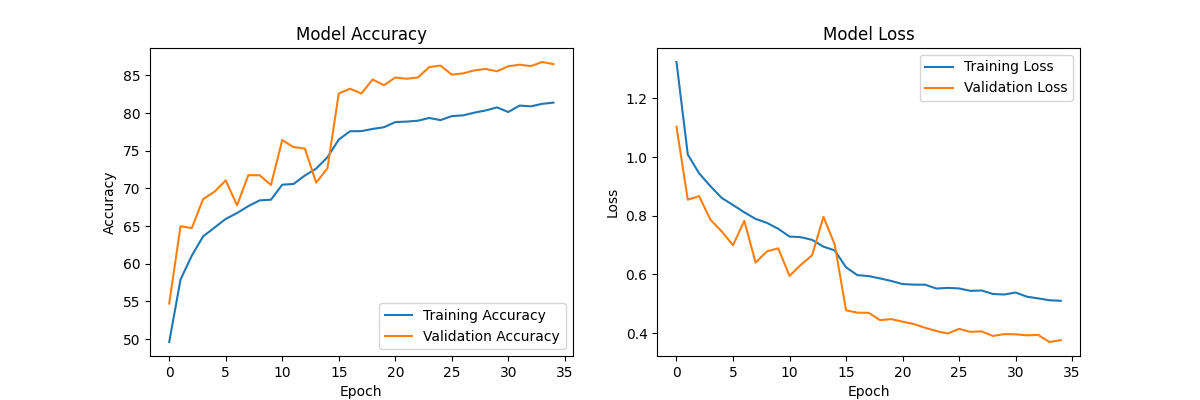 Model Accuracy
85
80
75
70
65
60
55
50
Accuracy
Training Accuracy
Validation Accuracy
0 5 10 15 20 25 30 35
Epoch
Model Loss
1.2
1.0
0.8
0.6
0.4
Loss
Training Loss
Validation Loss
0 5 10 15 20 25 30 35
Epoch